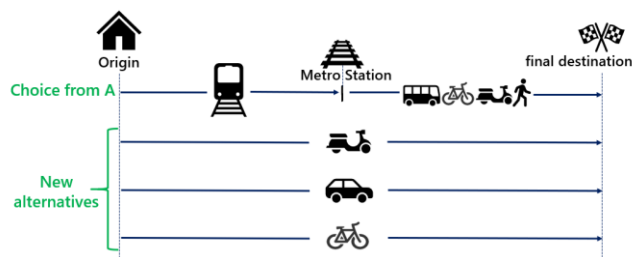 Origin
Metro Station
final destination
Choice from A
New
alternatives